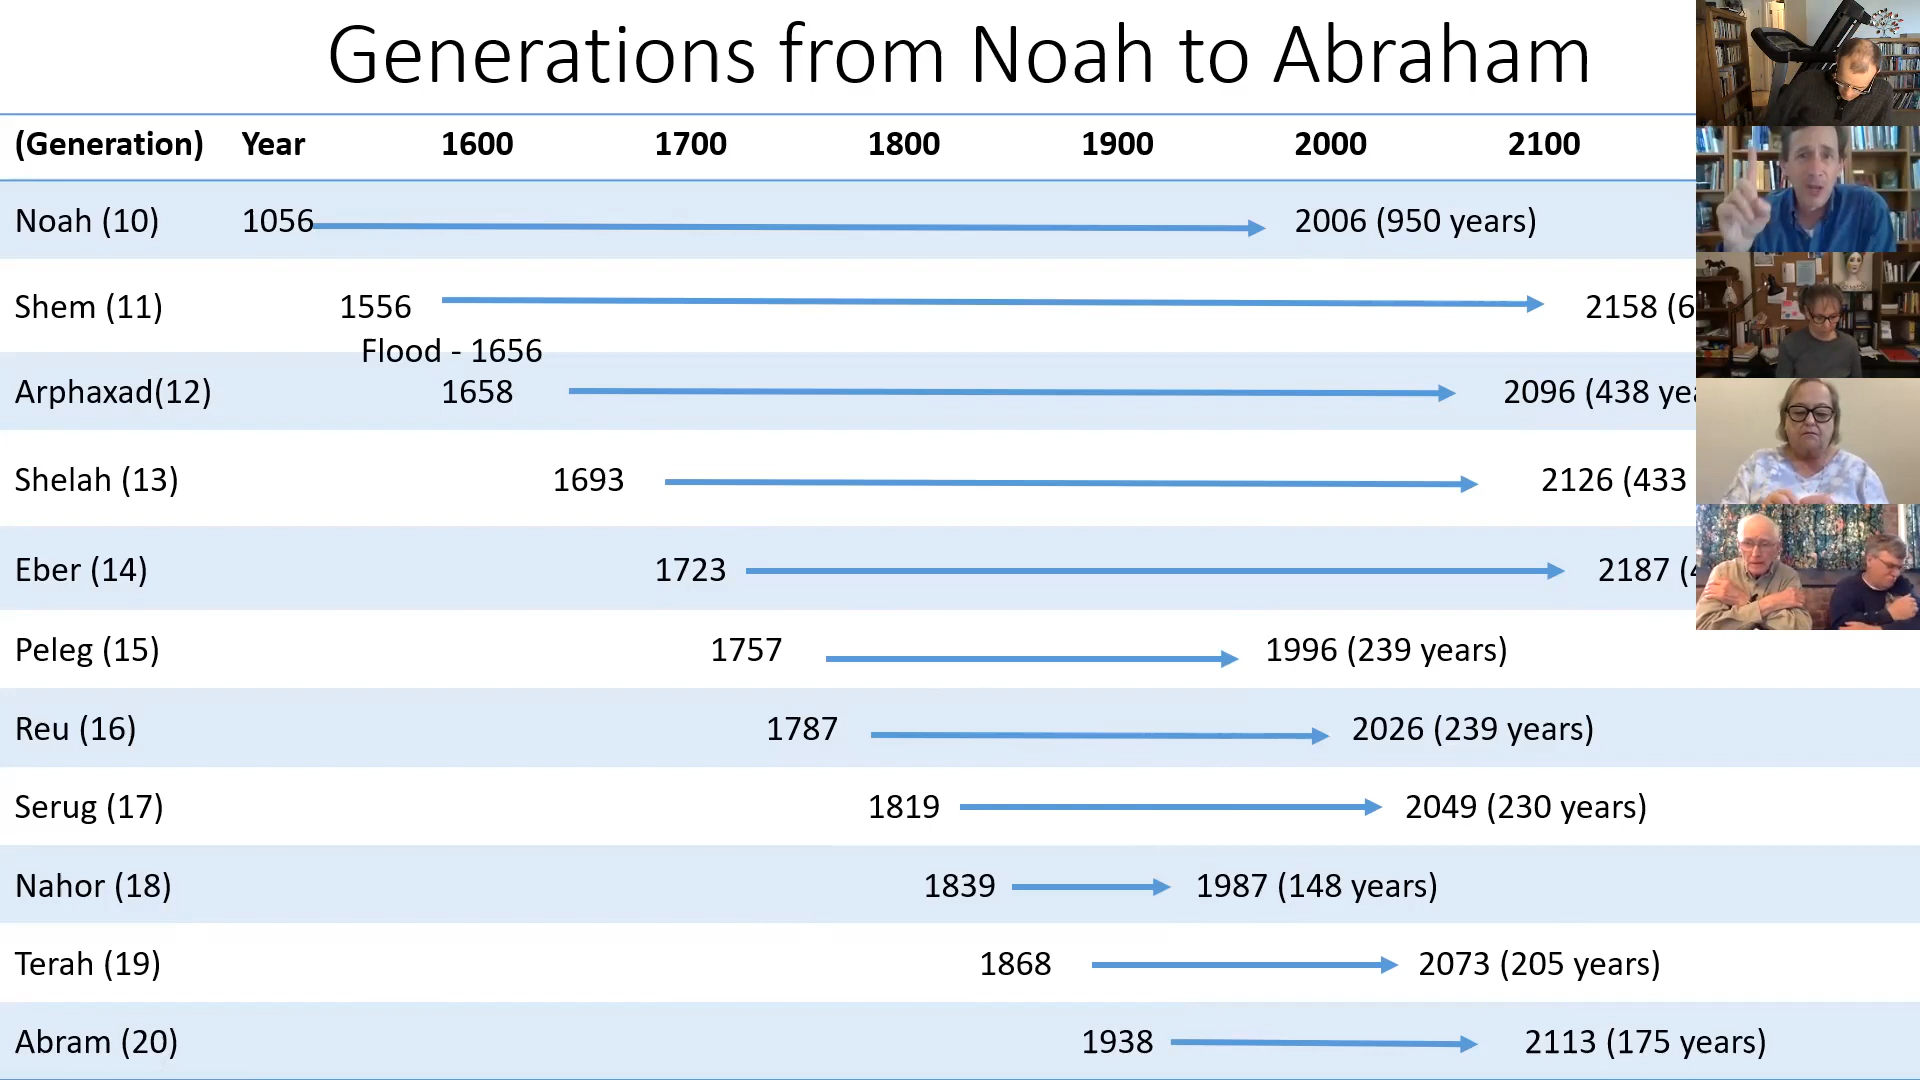 Generations from Noah to Abraham
(Generation) Year 1600 1700 1800 1900 2000 2100
Noah (10) 1056 2006 (950 years)
Shem (11) 1556 2158 (6
Flood - 1656
Arphaxad(12) 1658 2096 (438 yea
Shelah (13) 1693 2126 (433
Eber (14) 1723 2187 (4
Peleg (15) 1757 1996 (239 years)
Reu (16) 1787 2026 (239 years)
Serug (17) 1819 2049 (230 years)
Nahor (18) 1839 1987 (148 years)
Terah (19) 1868 2073 (205 years)
Abram (20) 1938 2113 (175 years)